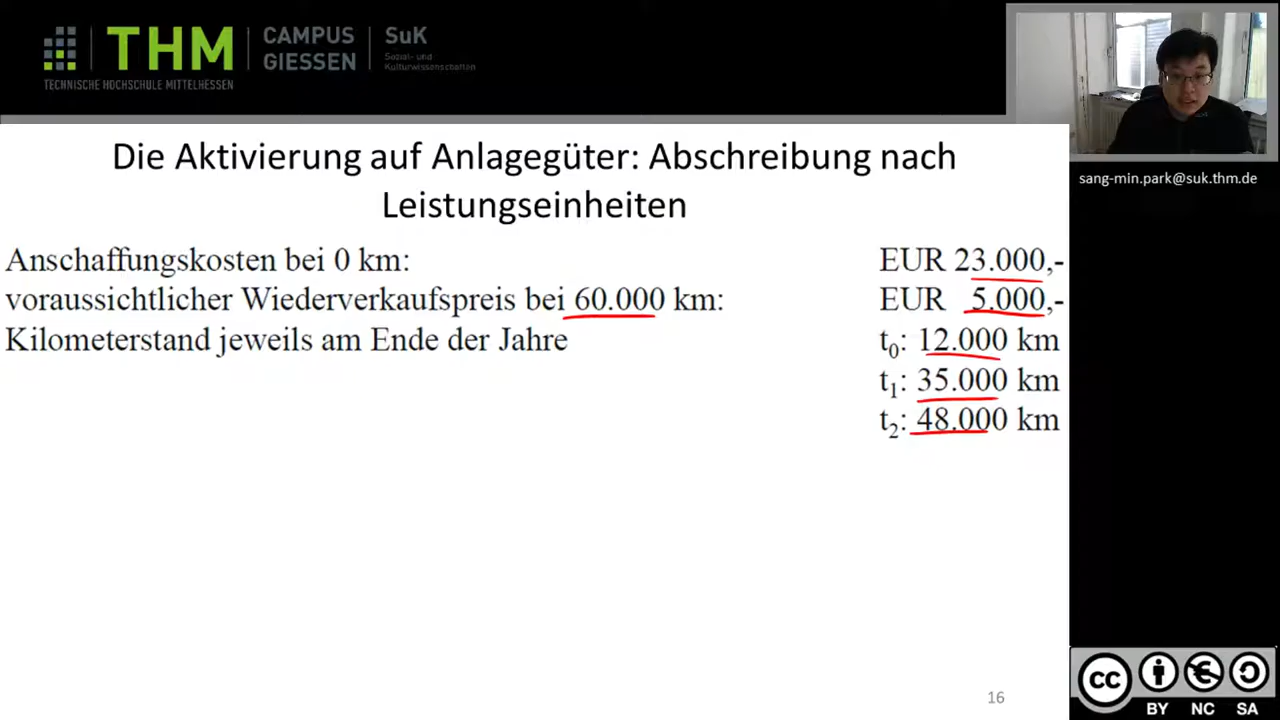 THM
TECHNISCHE HOCHSCHULE MITTELHESSEN
CAMPUS
GIESSEN
SuK
Sozial- und
Kulturwissenschaften
sang-min.park@suk.thm.de
Die Aktivierung auf Anlagegüter: Abschreibung nach
Leistungseinheiten
Anschaffungskosten bei 0 km: EUR 23.000,-
voraussichtlicher Wiederverkaufspreis bei 60.000 km: EUR 5.000,-
Kilometerstand jeweils am Ende der Jahre t₀: 12.000 km
t₁: 35.000 km
t₂: 48.000 km
16
cc
BY NC SA